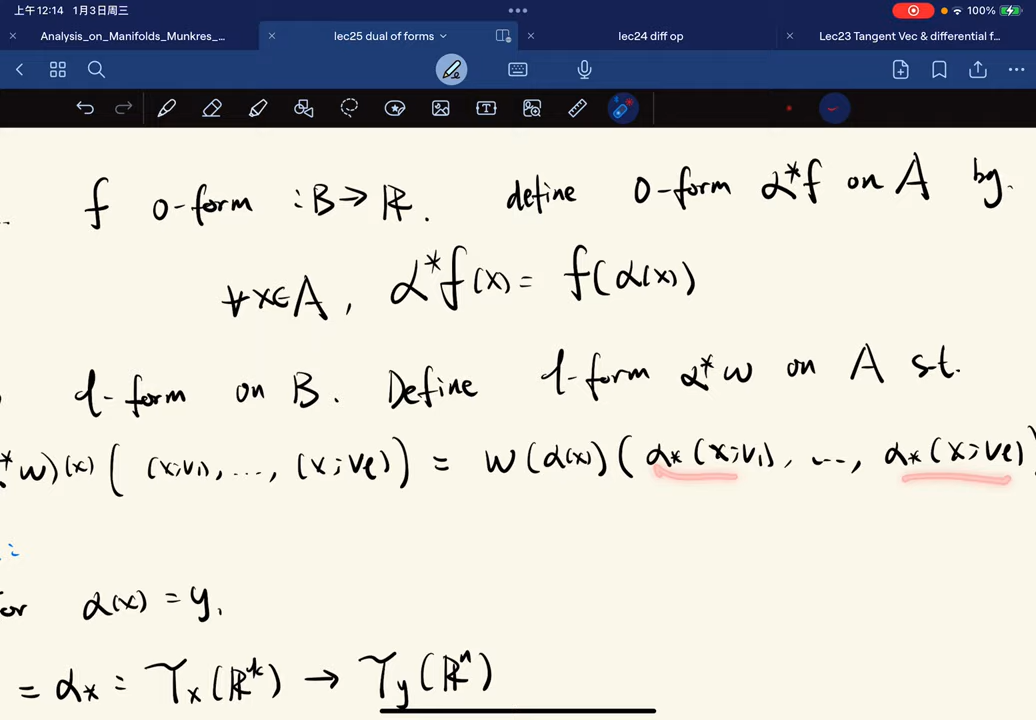 上午12:14 1月3日周三
100%
Analysis_on_Manifolds_Munkres_...
lec25 dual of forms
lec24 diff op
Lec23 Tangent Vec & differential f...
f 0-form : B → ℝ. define 0-form α*f on A by.
∀x∈A, α*f(x) = f(α(x))
l-form on B. Define l-form α*w on A s.t.
*w)(x)((x;v₁), ..., (x;vℓ)) = w(α(x))(α∗(x;v₁), ..., α∗(x;vℓ)
for α(x) = y,
= α∗ : Tₓ(ℝᵏ) → T_y(ℝⁿ)